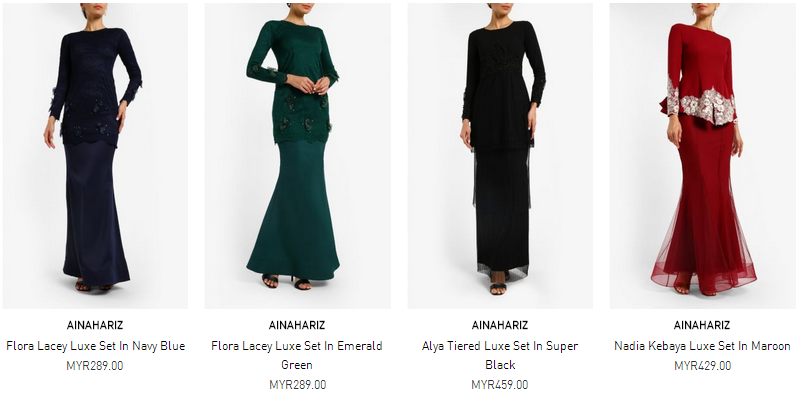 AINAHARIZ
Flora Lacey Luxe Set In Navy Blue
MYR289.00
AINAHARIZ
Flora Lacey Luxe Set In Emerald
Green
MYR289.00
AINAHARIZ
Alya Tiered Luxe Set In Super
Black
MYR459.00
AINAHARIZ
Nadia Kebaya Luxe Set In Maroon
MYR429.00